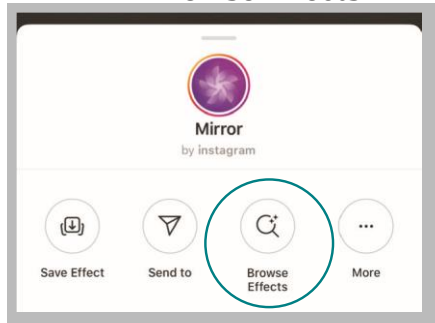 Mirror
by instagram
Save Effect
Send to
Browse
Effects
More